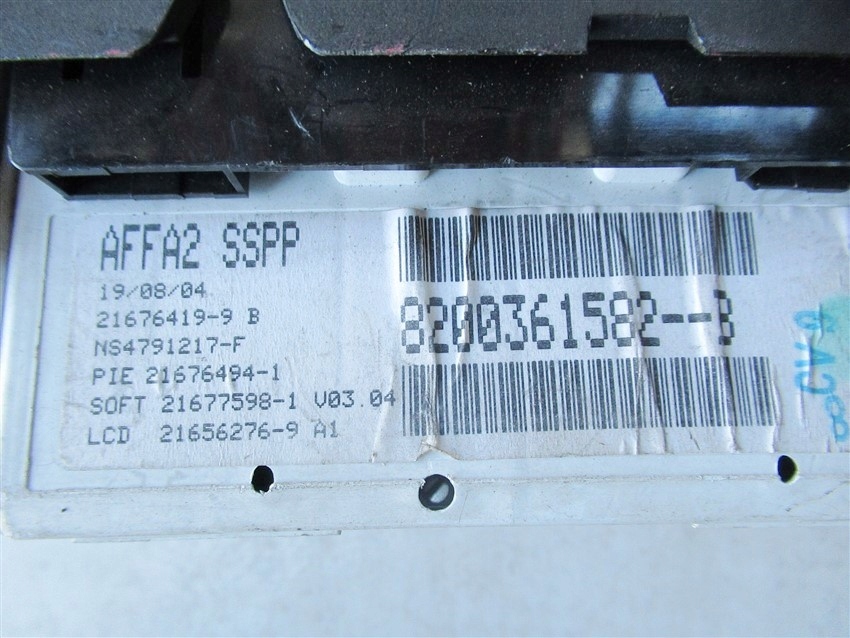 AFFA2 SSPP
19/08/04
21676419-9 B
NS4791217-F
PIE 21676494-1
SOFT 21677598-1 V03.04
LCD 21656276-9 A1
8200361582--B